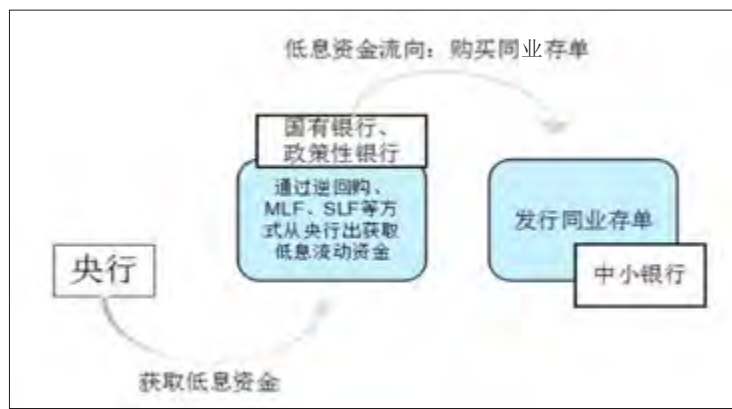 低息资金流向：购买同业存单
国有银行、
政策性银行
通过逆回购、
MLF、SLF等方
式从央行出获取
低息流动资金
发行同业存单
中小银行
央行
获取低息资金